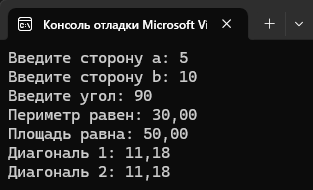 Консоль отладки Microsoft Vi
Введите сторону a: 5
Введите сторону b: 10
Введите угол: 90
Периметр равен: 30,00
Площадь равна: 50,00
Диагональ 1: 11,18
Диагональ 2: 11,18